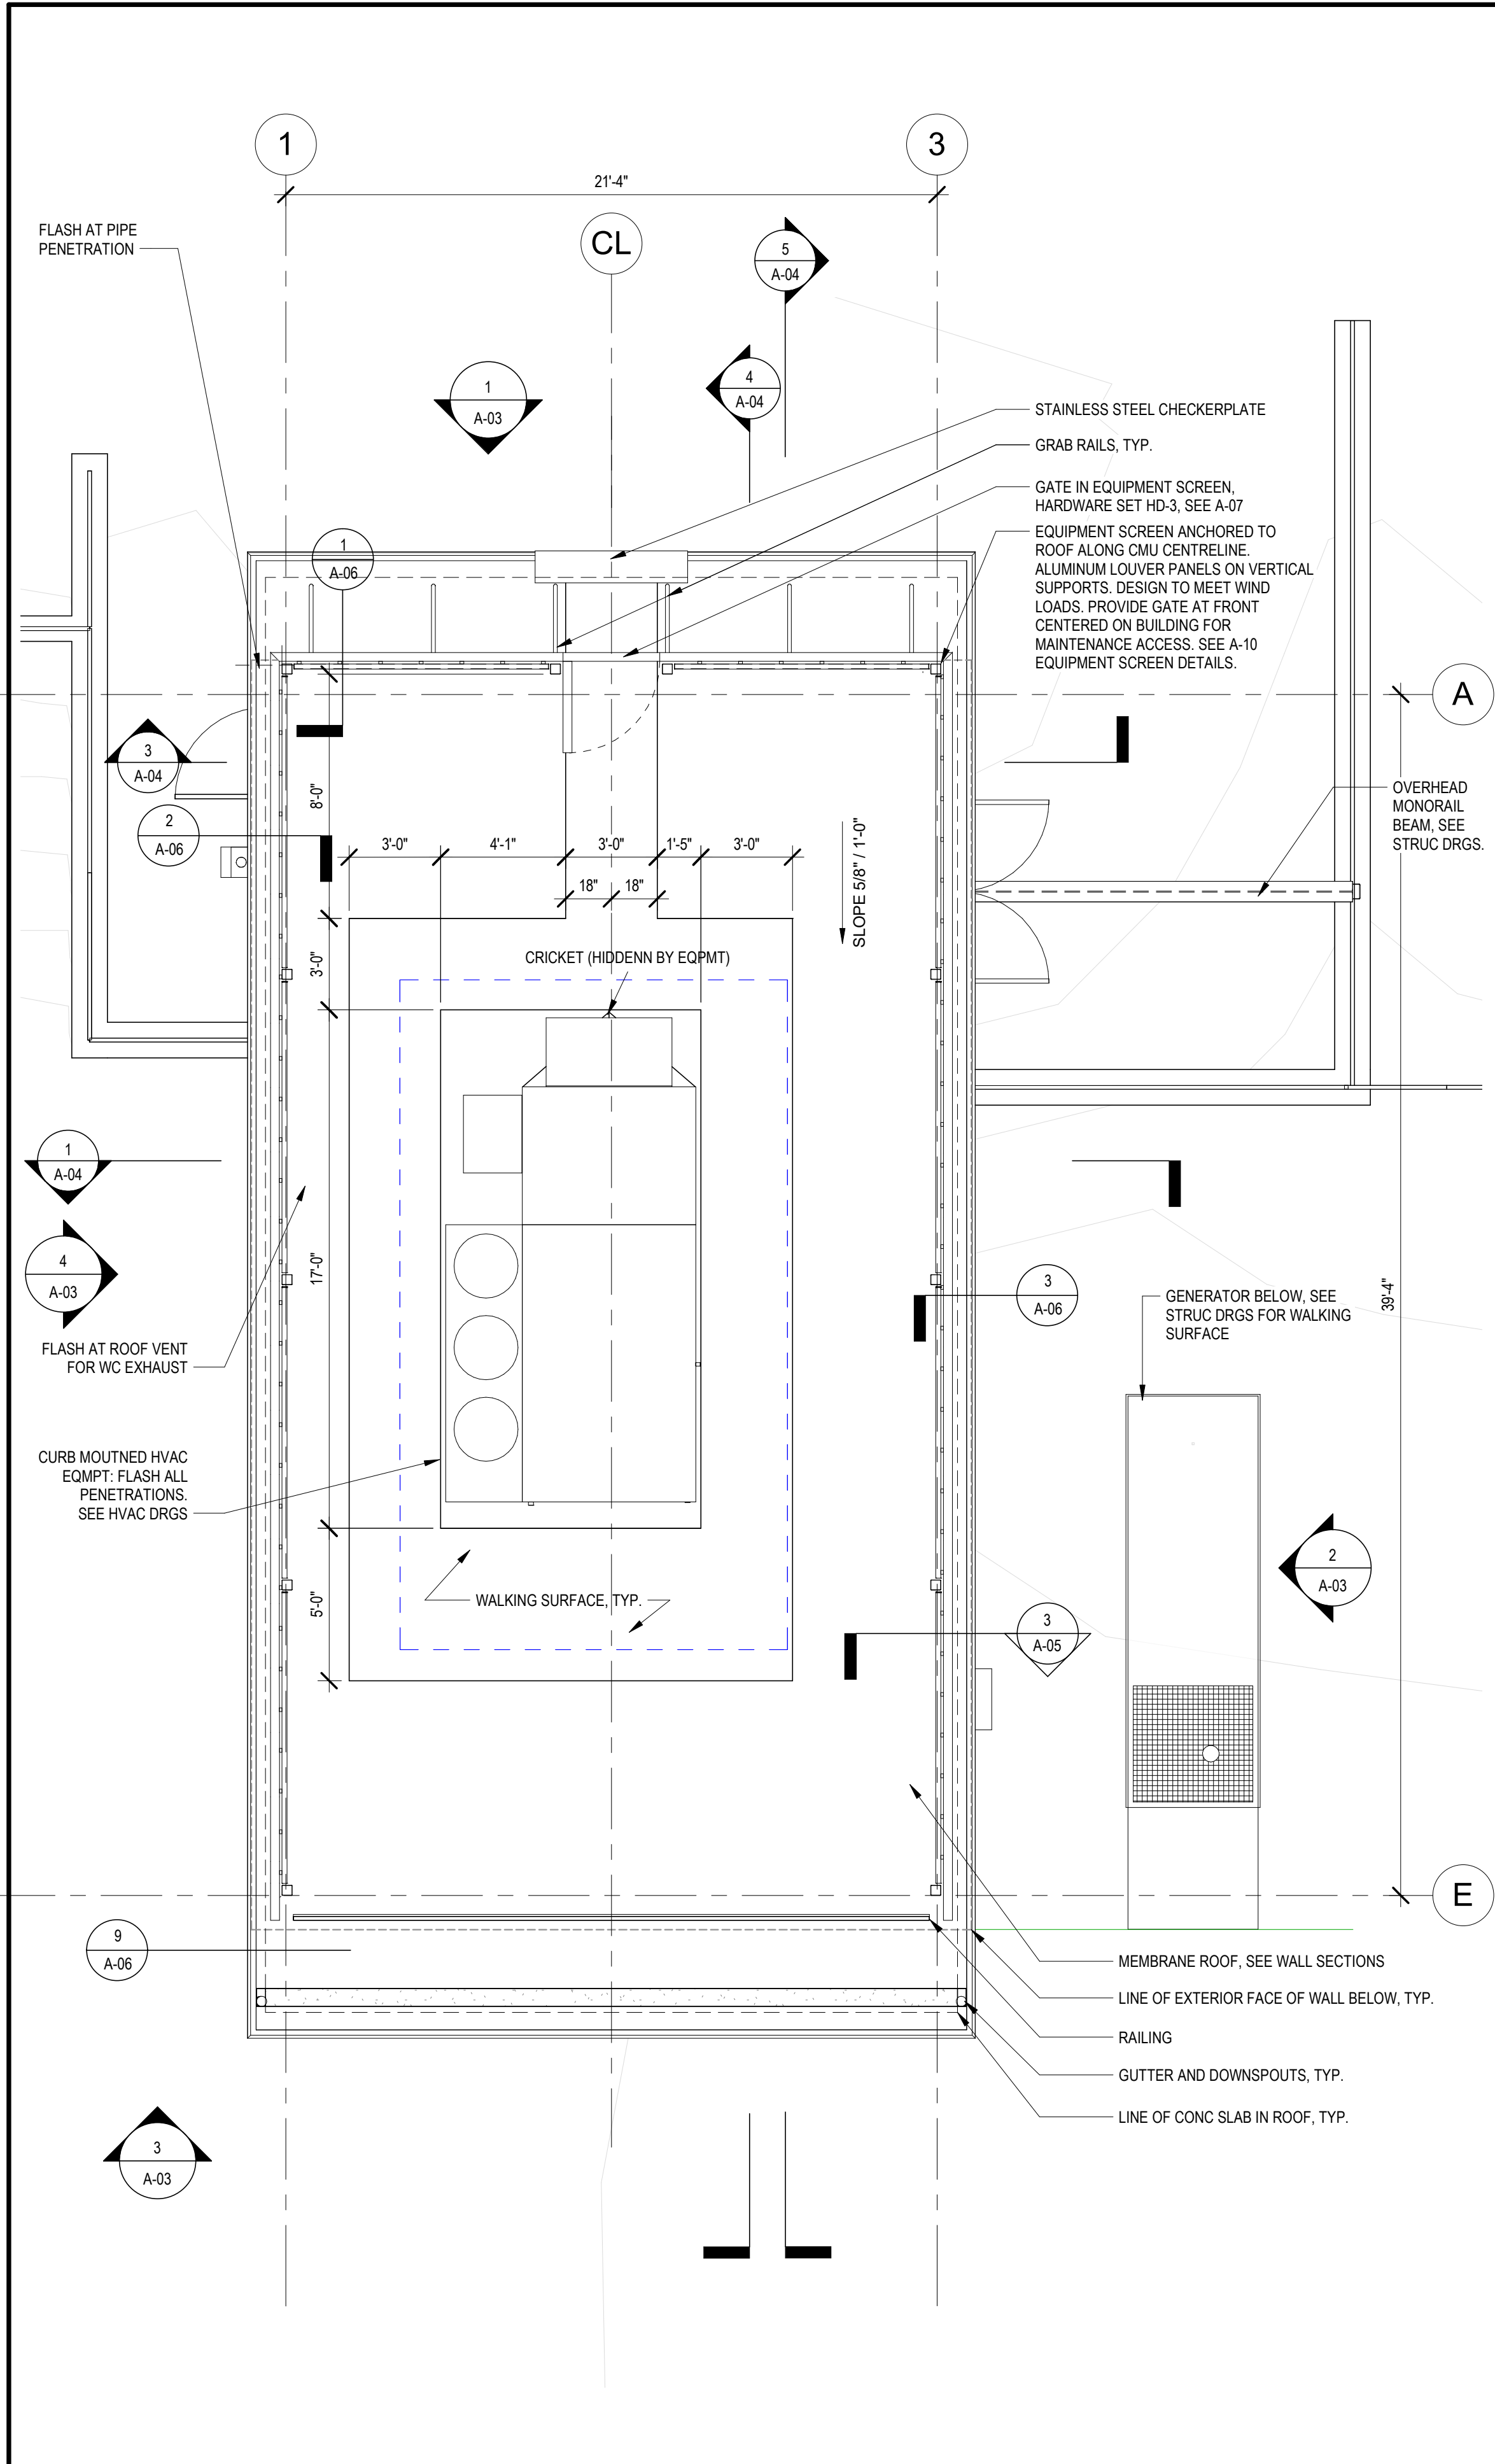 1
3
21'-4"
CL
FLASH AT PIPE
PENETRATION
5
A-04
1
A-03
4
A-04
STAINLESS STEEL CHECKERPLATE
GRAB RAILS, TYP.
GATE IN EQUIPMENT SCREEN,
HARDWARE SET HD-3, SEE A-07
EQUIPMENT SCREEN ANCHORED TO
ROOF ALONG CMU CENTRELINE.
ALUMINUM LOUVER PANELS ON VERTICAL
SUPPORTS. DESIGN TO MEET WIND
LOADS. PROVIDE GATE AT FRONT
CENTERED ON BUILDING FOR
MAINTENANCE ACCESS. SEE A-10
EQUIPMENT SCREEN DETAILS.
1
A-06
A
3
A-04
2
A-06
8'-0"
3'-0"
4'-1"
3'-0"
1'-5"
3'-0"
18"
18"
SLOPE 5/8" / 1'-0"
OVERHEAD
MONORAIL
BEAM, SEE
STRUC DRGS.
3'-0"
CRICKET (HIDDENN BY EQPMT)
1
A-04
4
A-03
17'-0"
3
A-06
GENERATOR BELOW, SEE
STRUC DRGS FOR WALKING
SURFACE
39'-4"
FLASH AT ROOF VENT
FOR WC EXHAUST
CURB MOUTNED HVAC
EQMPT: FLASH ALL
PENETRATIONS.
SEE HVAC DRGS
2
A-03
5'-0"
WALKING SURFACE, TYP.
3
A-05
E
9
A-06
MEMBRANE ROOF, SEE WALL SECTIONS
LINE OF EXTERIOR FACE OF WALL BELOW, TYP.
RAILING
GUTTER AND DOWNSPOUTS, TYP.
LINE OF CONC SLAB IN ROOF, TYP.
3
A-03